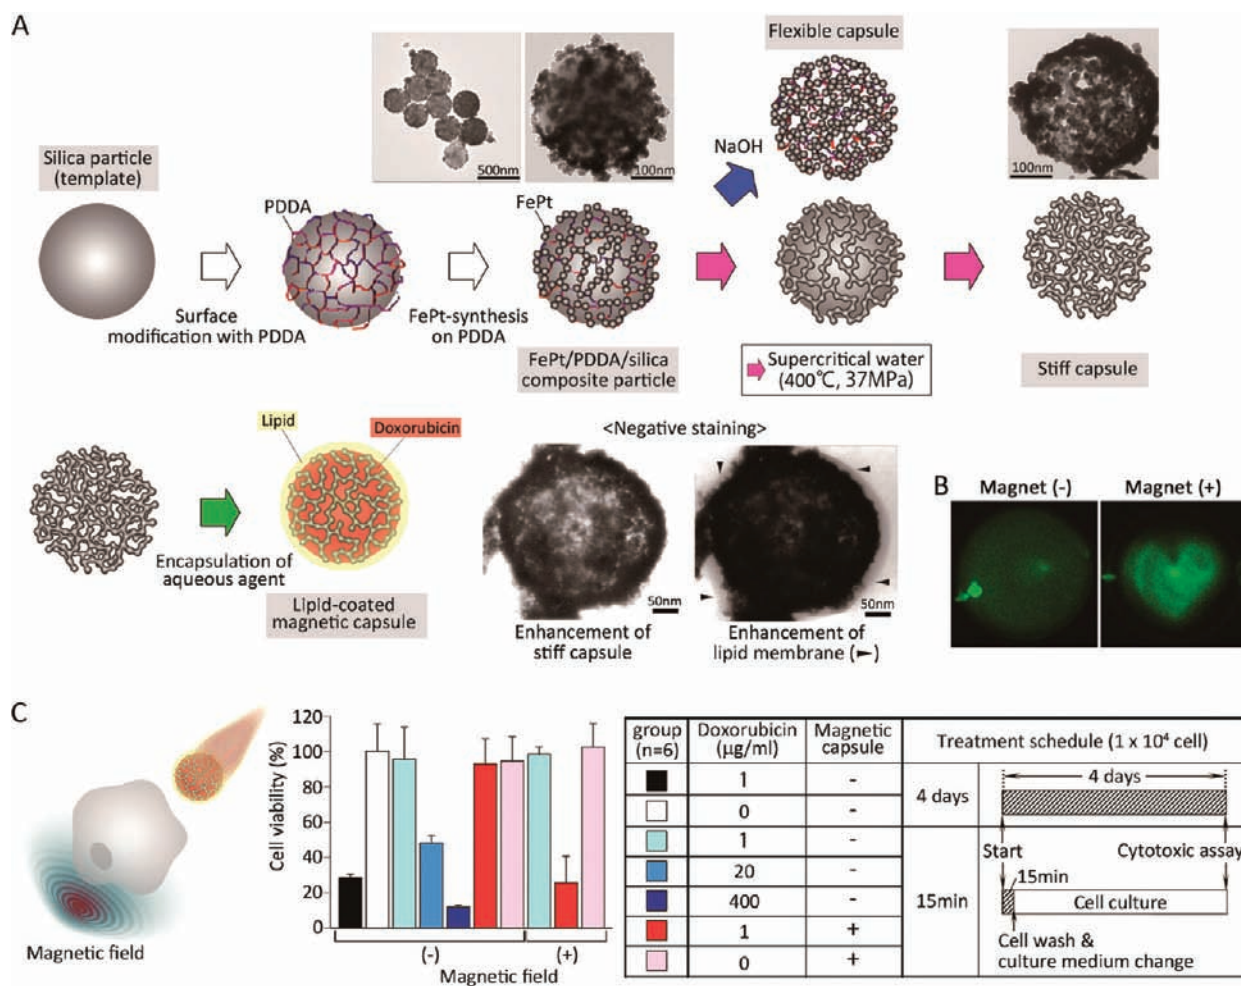 A
Silica particle
(template)
500nm
100nm
Flexible capsule
NaOH
100nm
PDDA
FePt
Surface
modification with PDDA
FePt-synthesis
on PDDA
FePt/PDDA/silica
composite particle
Supercritical water
(400℃, 37MPa)
Stiff capsule
Lipid
Doxorubicin
Encapsulation of
aqueous agent
Lipid-coated
magnetic capsule
<Negative staining>
50nm
50nm
Enhancement of
stiff capsule
Enhancement of
lipid membrane (►)
B
Magnet (-)
Magnet (+)
C
Magnetic field
Cell viability (%)
120
100
80
60
40
20
0
(-)
(+)
Magnetic field
group
(n=6)
Doxorubicin
(µg/ml)
Magnetic
capsule
Treatment schedule (1 x 10⁴ cell)
1 -
0 -
1 -
20 -
400 -
1 +
0 +
4 days
15min
4 days
Start
Cytotoxic assay
15min
Cell culture
Cell wash &
culture medium change